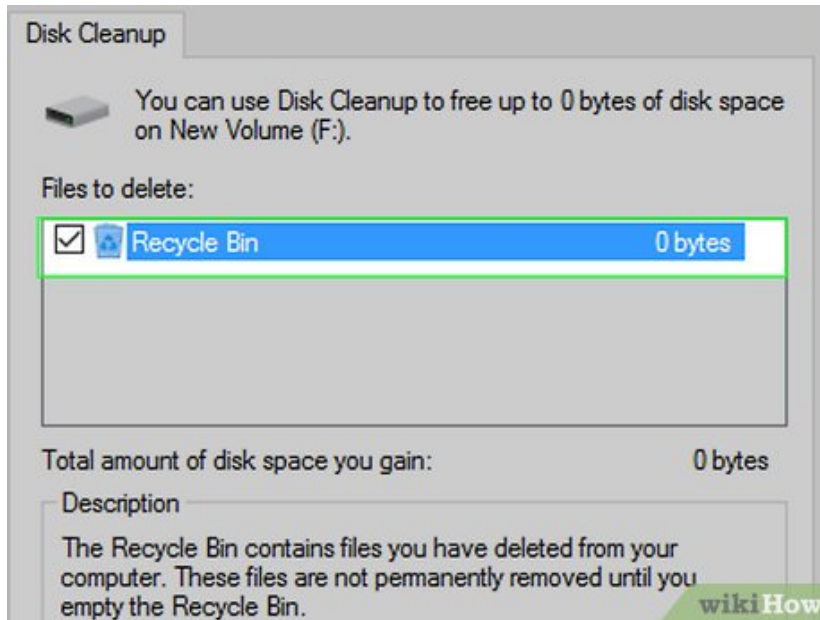 Disk Cleanup
You can use Disk Cleanup to free up to 0 bytes of disk space
on New Volume (F:).
Files to delete:
Recycle Bin 0 bytes
Total amount of disk space you gain: 0 bytes
Description
The Recycle Bin contains files you have deleted from your
computer. These files are not permanently removed until you
empty the Recycle Bin.
wikiHow